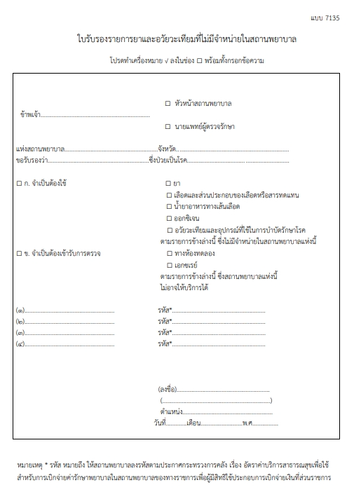 แบบ 7135
ใบรับรองรายการยาและอวัยวะเทียมที่ไม่มีจำหน่ายในสถานพยาบาล
โปรดทำเครื่องหมาย √ ลงในช่อง ☐ พร้อมทั้งกรอกข้อความ
☐ หัวหน้าสถานพยาบาล
ข้าพเจ้า............................................................
☐ นายแพทย์ผู้ตรวจรักษา
แห่งสถานพยาบาล..................................................จังหวัด............................................................
ขอรับรองว่า......................................................ซึ่งป่วยเป็นโรค......................................................
☐ ก. จำเป็นต้องใช้ ☐ ยา
☐ เลือดและส่วนประกอบของเลือดหรือสารทดแทน
☐ น้ำยาอาหารทางเส้นเลือด
☐ ออกซิเจน
☐ อวัยวะเทียมและอุปกรณ์ที่ใช้ในการบำบัดรักษาโรค
ตามรายการข้างล่างนี้ ซึ่งไม่มีจำหน่ายในสถานพยาบาลแห่งนี้
☐ ข. จำเป็นต้องเข้ารับการตรวจ ☐ ทางห้องทดลอง
☐ เอกซเรย์
ตามรายการข้างล่างนี้ ซึ่งสถานพยาบาลแห่งนี้
ไม่อาจให้บริการได้
(๑).................................................. รหัส*..................................................
(๒).................................................. รหัส*..................................................
(๓).................................................. รหัส*..................................................
(๔).................................................. รหัส*..................................................
(ลงชื่อ)..................................................
(............................................................)
ตำแหน่ง..................................................
วันที่............เดือน........................พ.ศ...............
หมายเหตุ * รหัส หมายถึง ให้สถานพยาบาลลงรหัสตามประกาศกระทรวงการคลัง เรื่อง อัตราค่าบริการสาธารณสุขเพื่อใช้
สำหรับการเบิกจ่ายค่ารักษาพยาบาลในสถานพยาบาลของทางราชการเพื่อผู้มีสิทธิใช้ประกอบการเบิกจ่ายเงินที่ส่วนราชการ